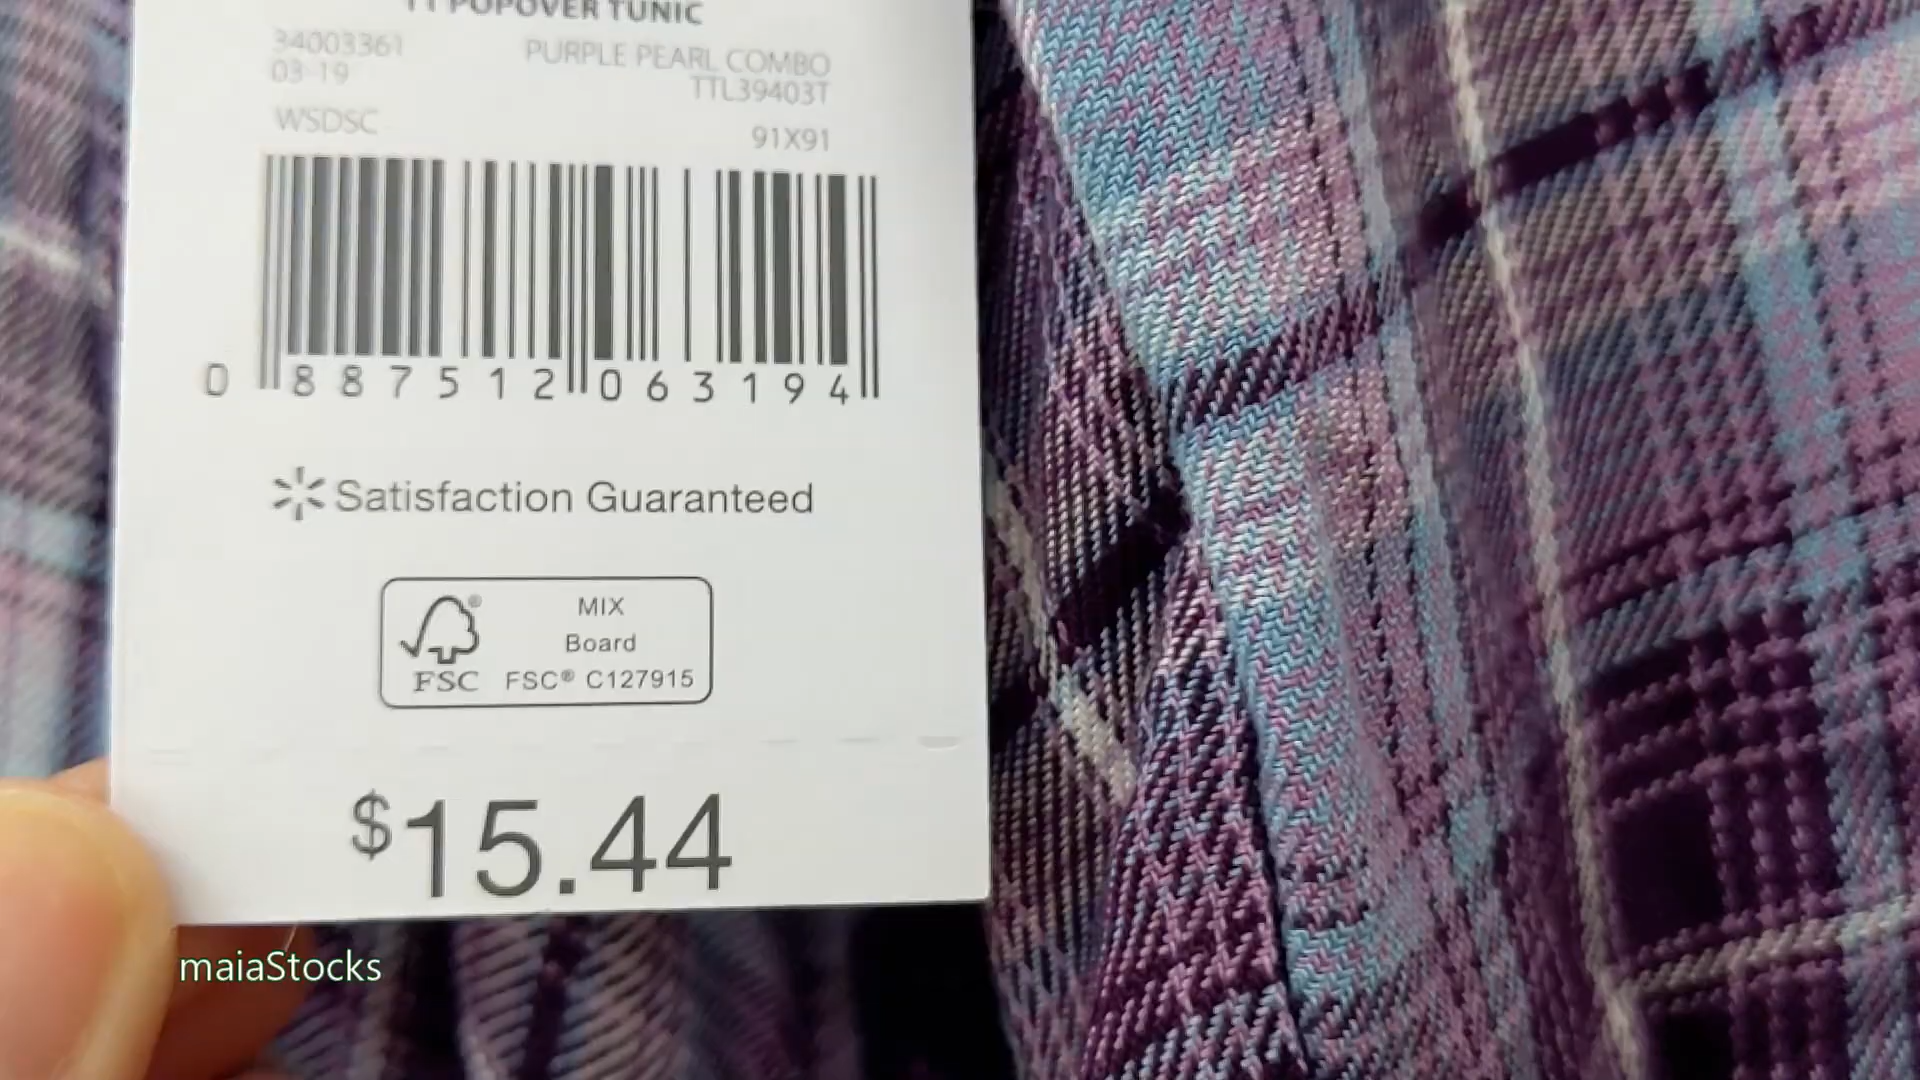 POPOVER TUNIC
34003361 PURPLE PEARL COMBO
03-19 TTL39403T
WSDSC 91X91
0 887512 063194
Satisfaction Guaranteed
MIX
Board
FSC® C127915
® FSC
$15.44
maiaStocks